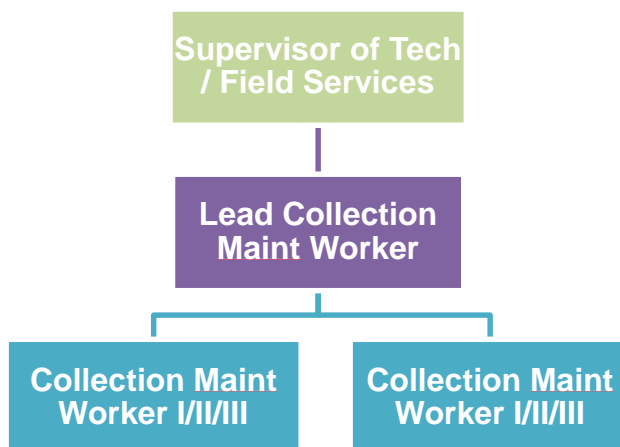 Supervisor of Tech
/ Field Services
Lead Collection
Maint Worker
Collection Maint
Worker I/II/III
Collection Maint
Worker I/II/III